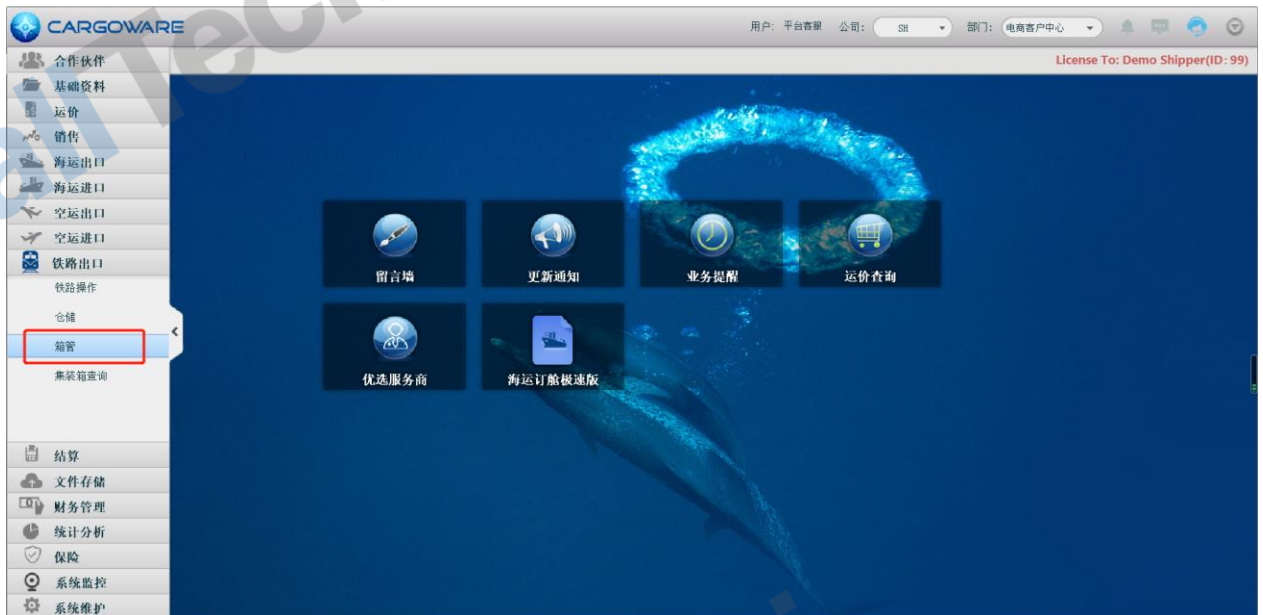 CARGOWARE
用户: 平台客服 公司: SH 部门: 电商客户中心
License To: Demo Shipper(ID: 99)
合作伙伴
基础资料
运价
销售
海运出口
海运进口
空运出口
空运进口
铁路出口
铁路操作
仓储
箱管
集装箱查询
结算
文件存储
财务管理
统计分析
保险
系统监控
系统维护
留言墙
更新通知
业务提醒
运价查询
优选服务商
海运订舱极速版